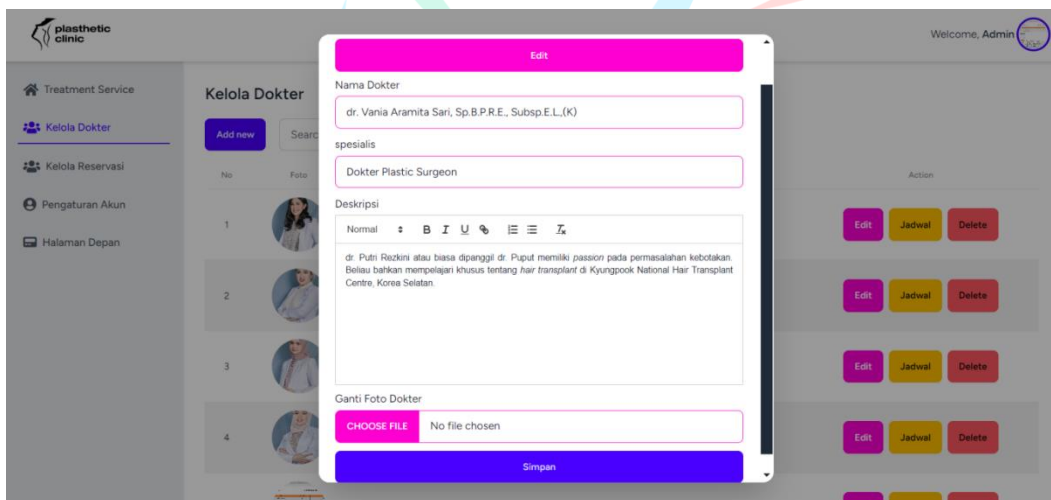 plasthetic
clinic
Welcome, Admin
Treatment Service
Kelola Dokter
Kelola Reservasi
Pengaturan Akun
Halaman Depan
Kelola Dokter
Add new
Searc
No Foto Action
1 Edit Jadwal Delete
2 Edit Jadwal Delete
3 Edit Jadwal Delete
4 Edit Jadwal Delete
Edit
Nama Dokter
dr. Vania Aramita Sari, Sp.B.P.R.E., Subsp.E.L.,(K)
spesialis
Dokter Plastic Surgeon
Deskripsi
Normal B I U
dr. Putri Rezkini atau biasa dipanggil dr. Puput memiliki passion pada permasalahan kebotakan.
Beliau bahkan mempelajari khusus tentang hair transplant di Kyungpook National Hair Transplant
Centre, Korea Selatan.
Ganti Foto Dokter
CHOOSE FILE No file chosen
Simpan